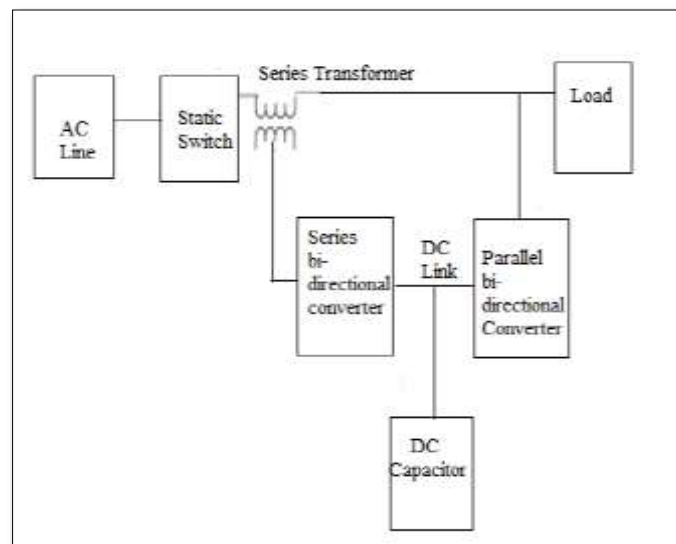 Series Transformer
AC
Line
Static
Switch
Load
Series
bi-
directional
converter
DC
Link
Parallel
bi-
directional
Converter
DC
Capacitor